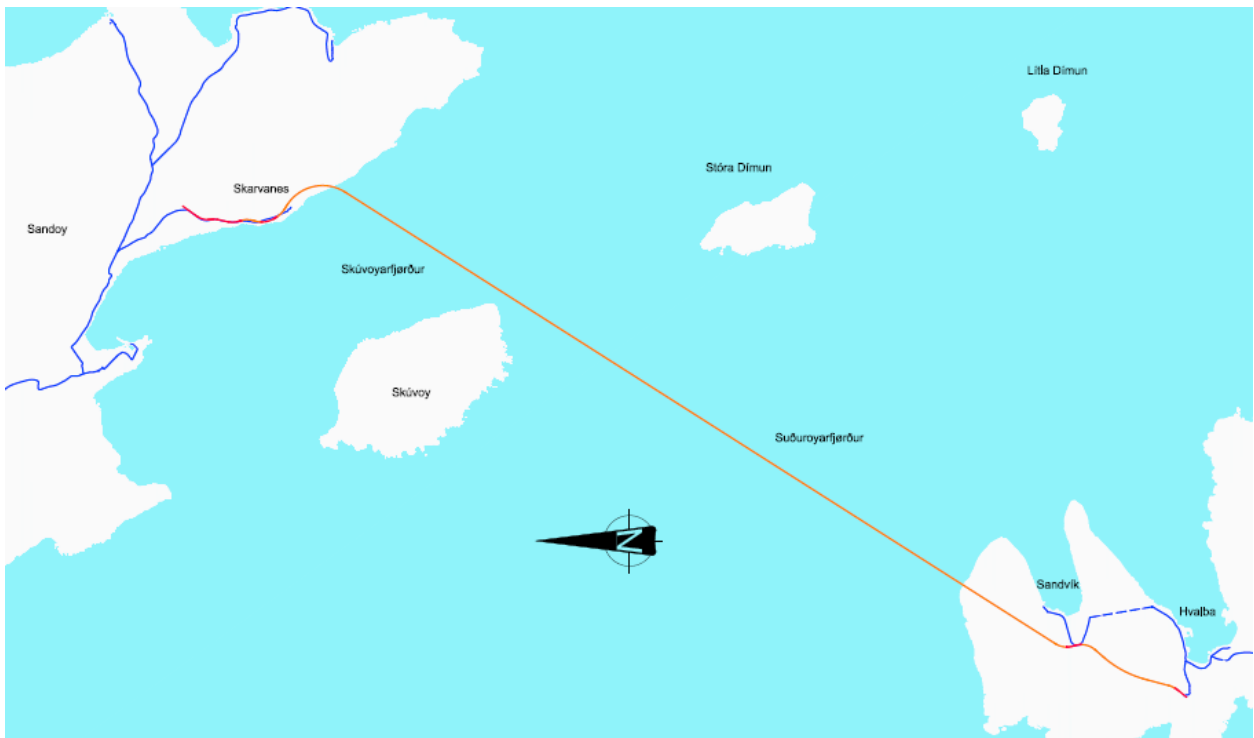 Lítla Dímun
Stóra Dímun
Skarvanes
Sandoy
Skúvoyarfjørður
Skúvoy
Suðuroyarfjørður
N
Sandvík
Hvalba